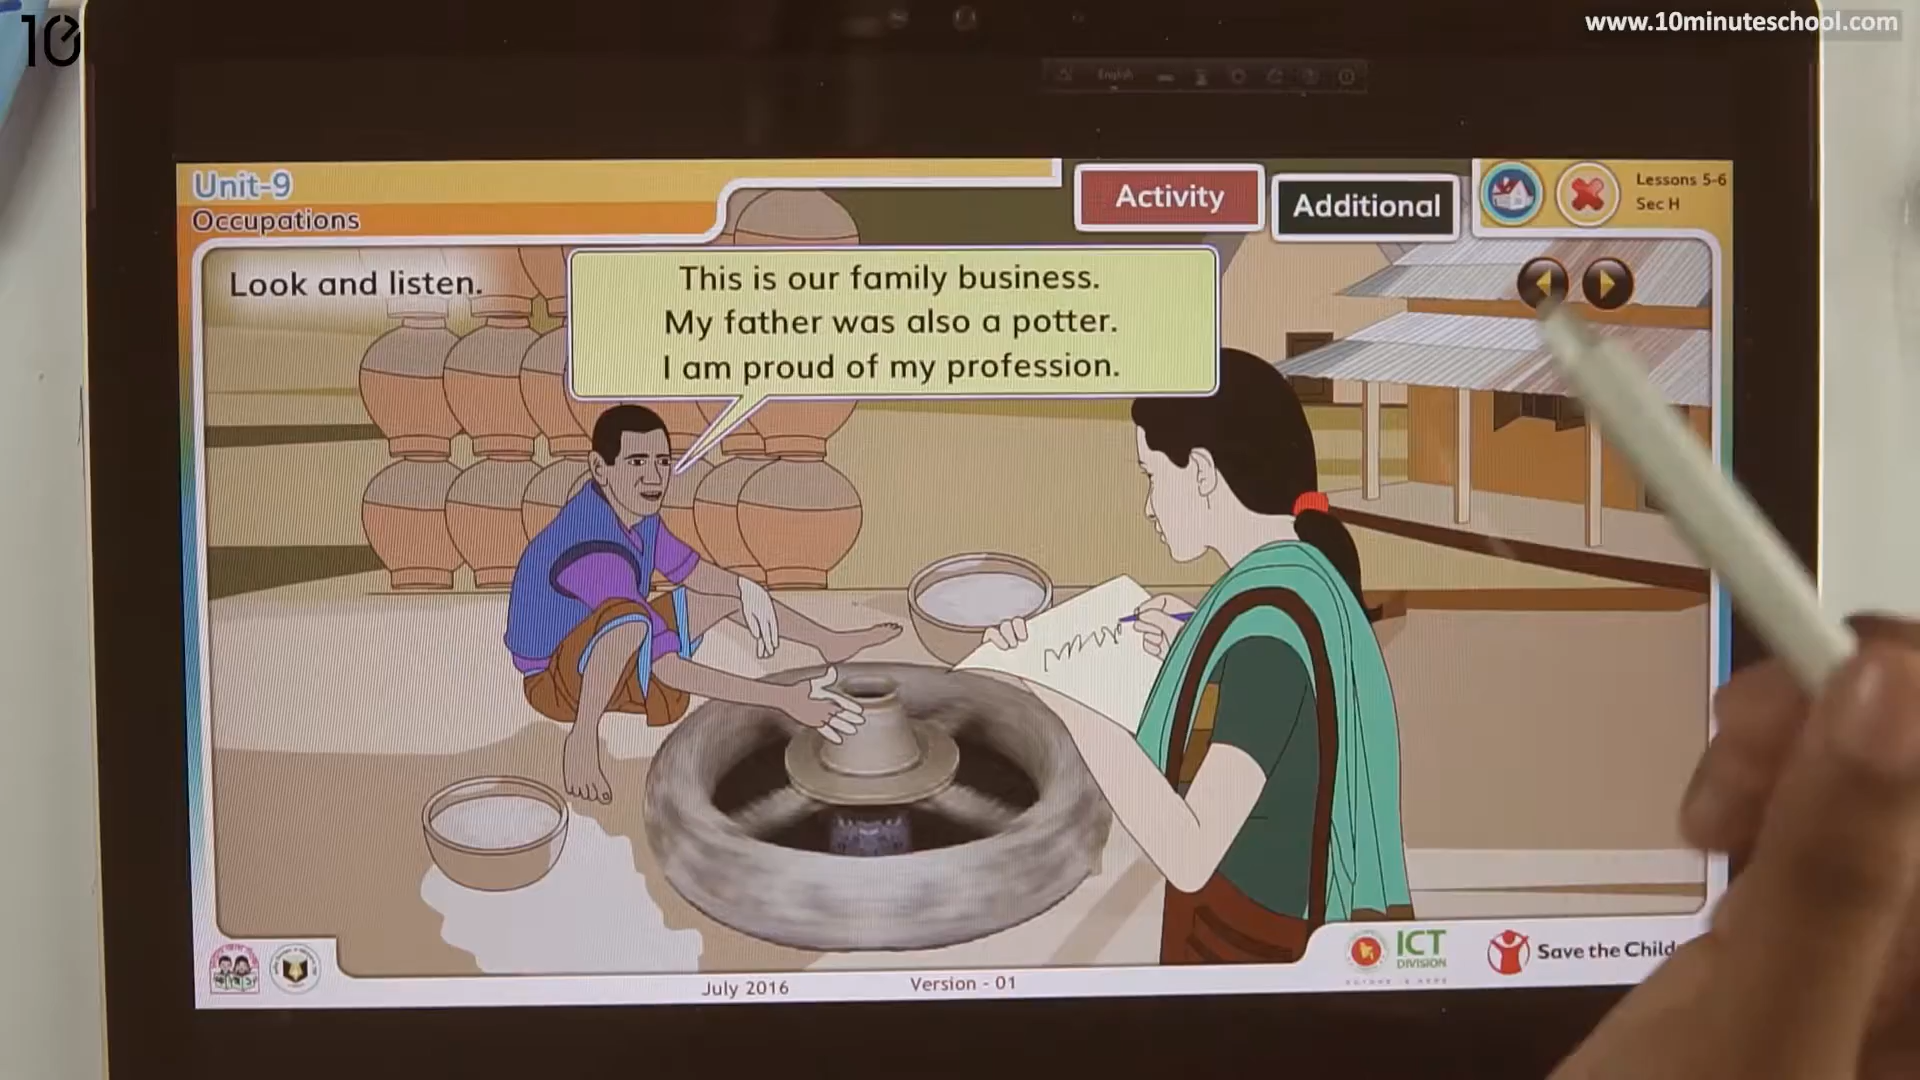 10
www.10minuteschool.com
English
Unit-9
Occupations
Activity
Additional
Lessons 5-6
Sec H
Look and listen.
This is our family business.
My father was also a potter.
I am proud of my profession.
July 2016
Version - 01
ICT
DIVISION
Save the Child